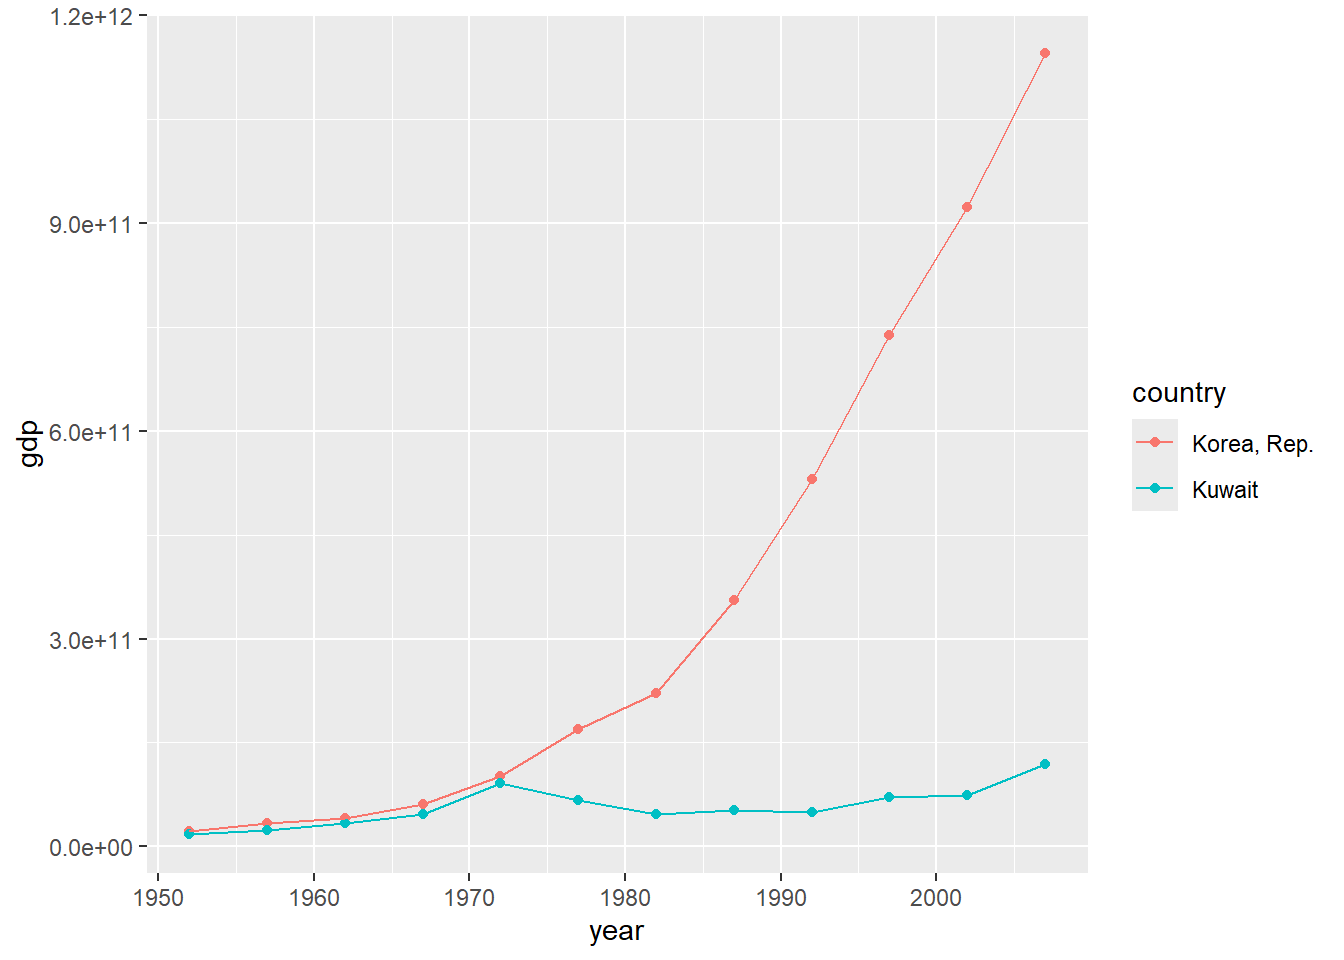 1.2e+12
9.0e+11
6.0e+11
3.0e+11
0.0e+00
gdp
1950 1960 1970 1980 1990 2000
year
country
Korea, Rep.
Kuwait